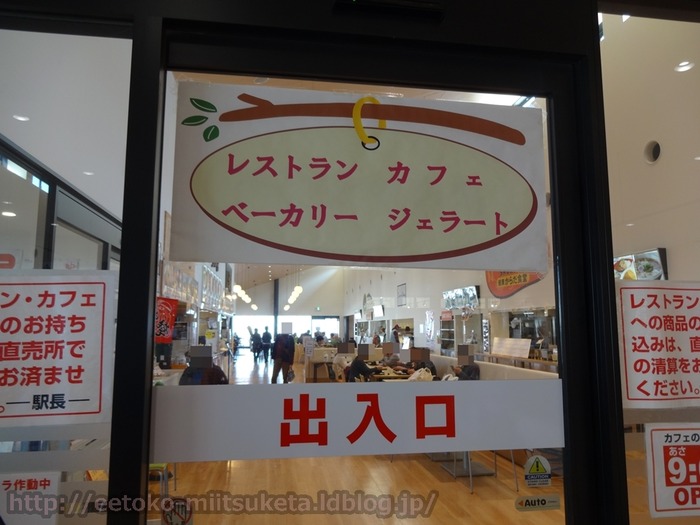 レストラン カフェ
ベーカリー ジェラート
出入口
ン・カフェ
のお持ち
直売所で
お済ませ
。―駅長―
ラ作動中
レストラン
への商品の
込みは、直
の清算をお
ください。
カフェの
あさ
9:
OP
CAUTION
AUTO
http://eetoko-miitsuketa.ldblog.jp/